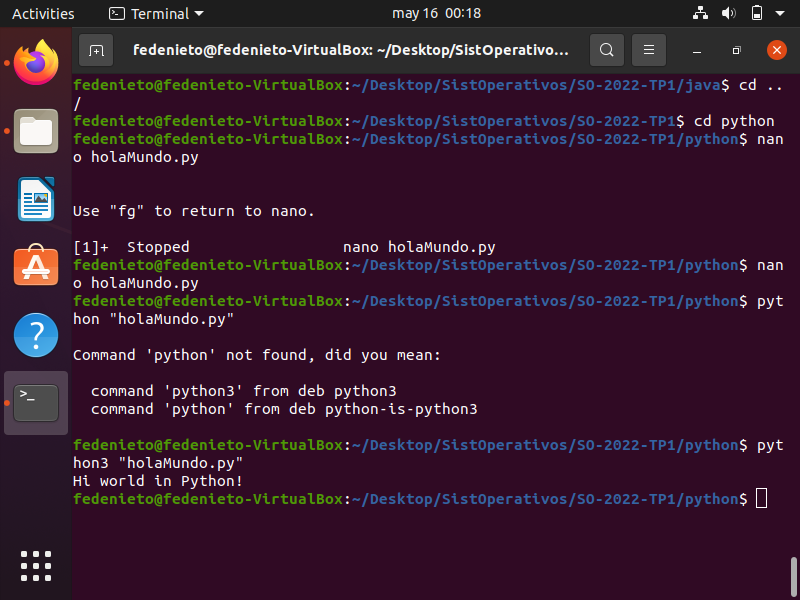 Activities
Terminal
may 16 00:18
fedenieto@fedenieto-VirtualBox: ~/Desktop/SistOperativo...
fedenieto@fedenieto-VirtualBox:~/Desktop/SistOperativos/SO-2022-TP1/java$ cd ..
/
fedenieto@fedenieto-VirtualBox:~/Desktop/SistOperativos/SO-2022-TP1$ cd python
fedenieto@fedenieto-VirtualBox:~/Desktop/SistOperativos/SO-2022-TP1/python$ nan
o holaMundo.py
Use "fg" to return to nano.
[1]+  Stopped                 nano holaMundo.py
fedenieto@fedenieto-VirtualBox:~/Desktop/SistOperativos/SO-2022-TP1/python$ nan
o holaMundo.py
fedenieto@fedenieto-VirtualBox:~/Desktop/SistOperativos/SO-2022-TP1/python$ pyt
hon "holaMundo.py"
Command 'python' not found, did you mean:
  command 'python3' from deb python3
  command 'python' from deb python-is-python3
fedenieto@fedenieto-VirtualBox:~/Desktop/SistOperativos/SO-2022-TP1/python$ pyt
hon3 "holaMundo.py"
Hi world in Python!
fedenieto@fedenieto-VirtualBox:~/Desktop/SistOperativos/SO-2022-TP1/python$